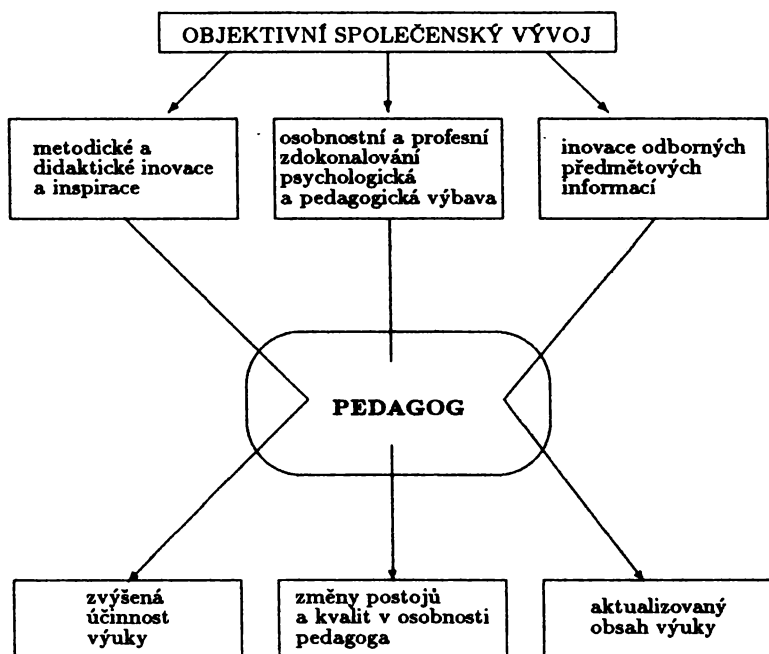 OBJEKTIVNÍ SPOLEČENSKÝ VÝVOJ
metodické a
didaktické inovace
a inspirace
osobnostní a profesní
zdokonalování
psychologická
a pedagogická výbava
inovace odborných
předmětových
informací
PEDAGOG
zvýšená
účinnost
výuky
změny postojů
a kvalit v osobnosti
pedagoga
aktualizovaný
obsah výuky